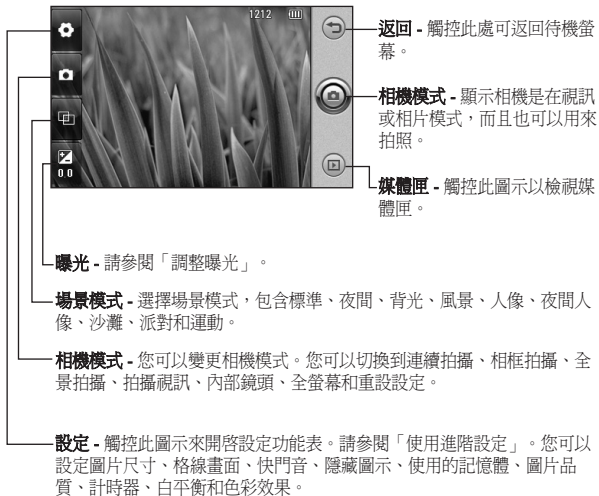 1212
返回 - 觸控此處可返回待機螢
幕。
相機模式 - 顯示相機是在視訊
或相片模式，而且也可以用來
拍照。
媒體匣 - 觸控此圖示以檢視媒
體匣。
0.0
曝光 - 請參閱「調整曝光」。
場景模式 - 選擇場景模式，包含標準、夜間、背光、風景、人像、夜間人
像、沙灘、派對和運動。
相機模式 - 您可以變更相機模式。您可以切換到連續拍攝、相框拍攝、全
景拍攝、拍攝視訊、內部鏡頭、全螢幕和重設設定。
設定 - 觸控此圖示來開啓設定功能表。請參閱「使用進階設定」。您可以
設定圖片尺寸、格線畫面、快門音、隱藏圖示、使用的記憶體、圖片品
質、計時器、白平衡和色彩效果。